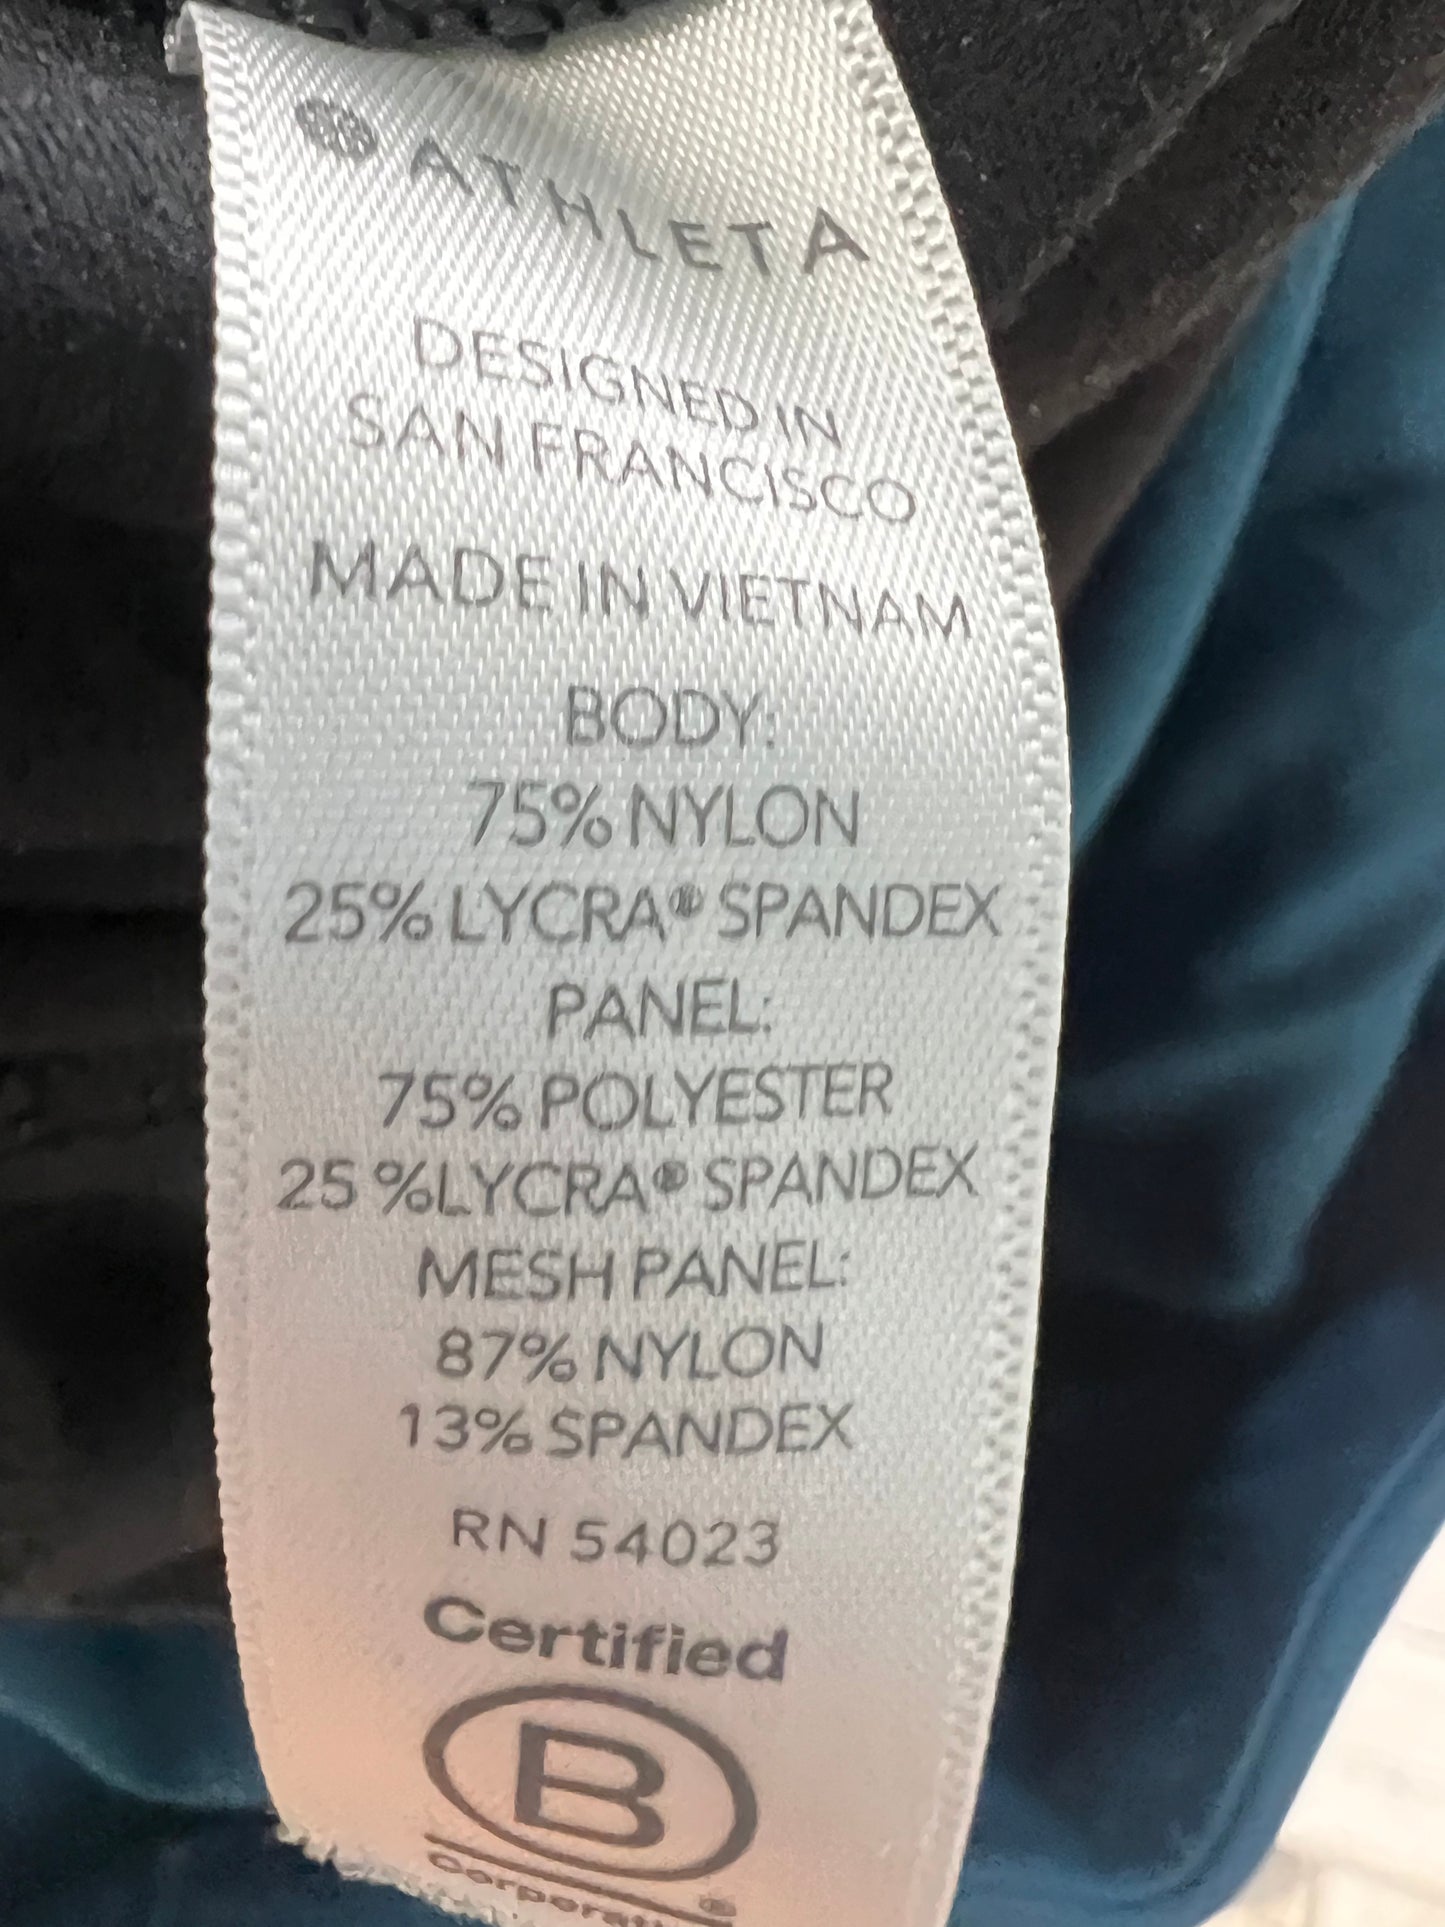 ATHLETA
DESIGNED IN
SAN FRANCISCO
MADE IN VIETNAM
BODY:
75% NYLON
25% LYCRA® SPANDEX
PANEL:
75% POLYESTER
25 %LYCRA® SPANDEX
MESH PANEL:
87% NYLON
13% SPANDEX
RN 54023
Certified
B
®